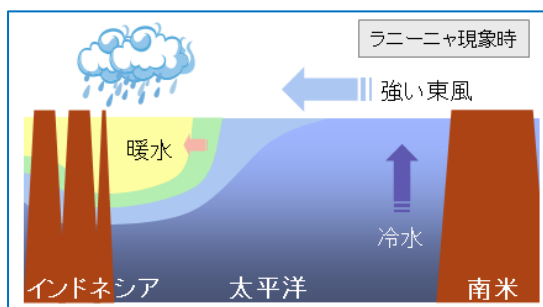 ラニーニャ現象時
強い東風
暖水
冷水
インドネシア
太平洋
南米